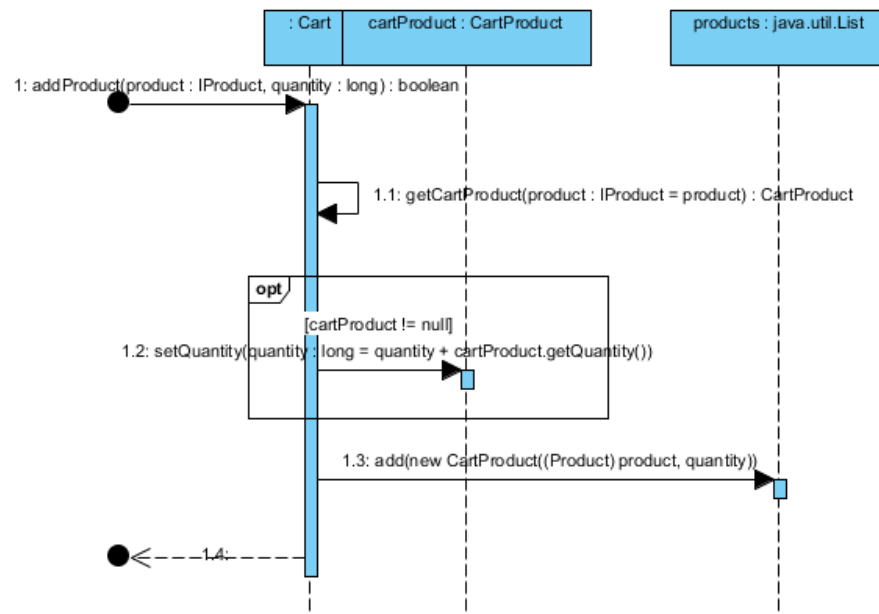 : Cart
cartProduct : CartProduct
products : java.util.List
1: addProduct(product : IProduct, quantity : long) : boolean
1.1: getCartProduct(product : IProduct = product) : CartProduct
opt
[cartProduct != null]
1.2: setQuantity(quantity : long = quantity + cartProduct.getQuantity())
1.3: add(new CartProduct((Product) product, quantity))
1.4: